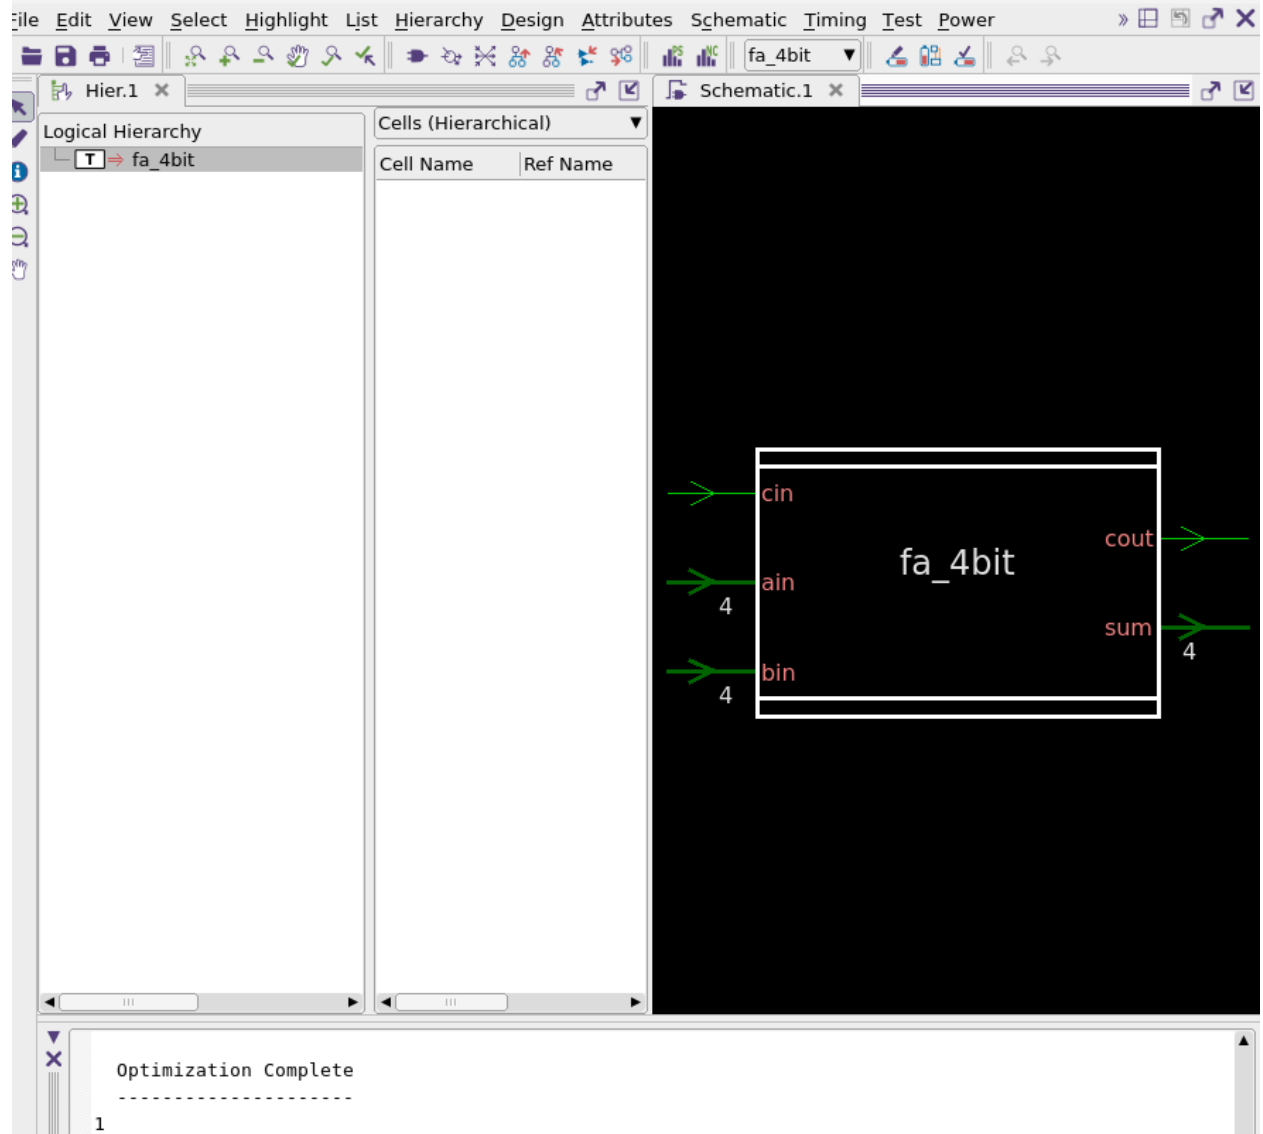 File Edit View Select Highlight List Hierarchy Design Attributes Schematic Timing Test Power »
PS NC fa_4bit
Hier.1
Schematic.1
Logical Hierarchy
T fa_4bit
Cells (Hierarchical)
Cell Name Ref Name
cin
ain
4
bin
4
fa_4bit
cout
sum
4
Optimization Complete
---------------------
1